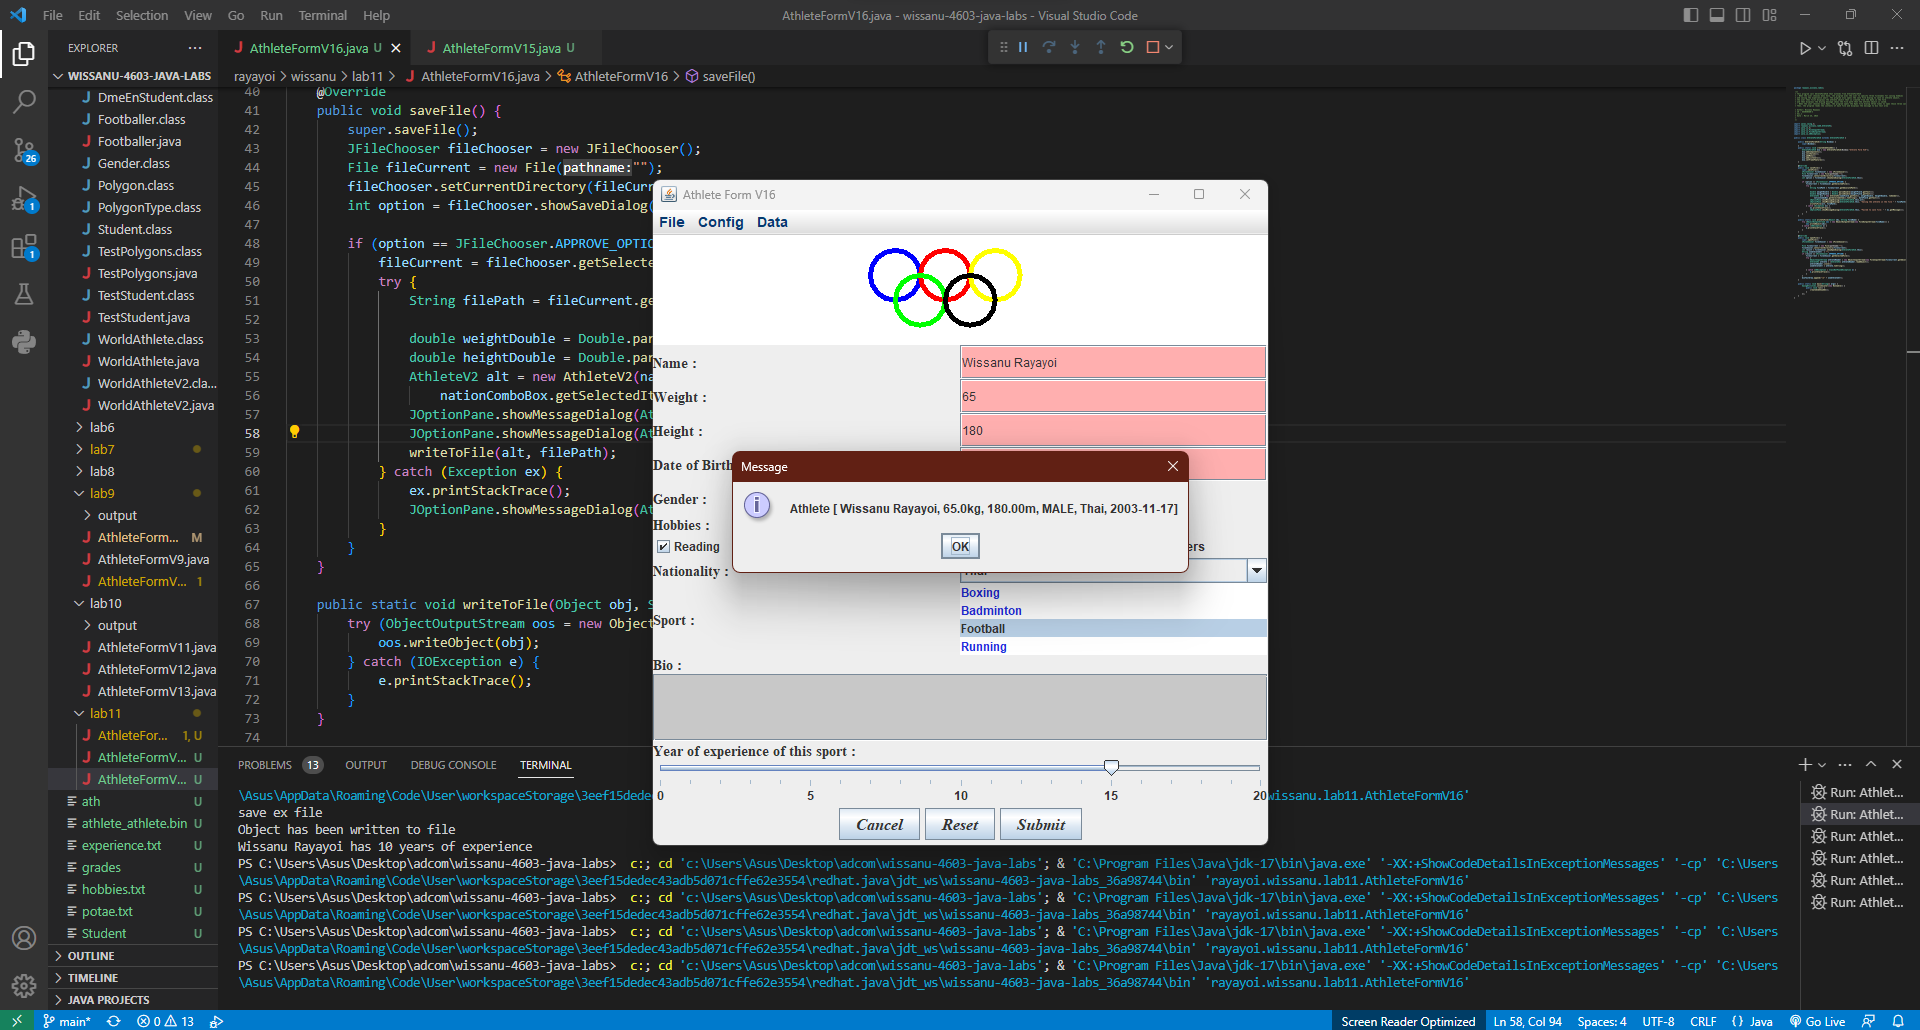 File Edit Selection View Go Run Terminal Help
AthleteFormV16.java - wissanu-4603-java-labs - Visual Studio Code
EXPLORER
WISSANU-4603-JAVA-LABS
DmeEnStudent.class
Footballer.class
Footballer.java
Gender.class
Polygon.class
PolygonType.class
Student.class
TestPolygons.class
TestPolygons.java
TestStudent.class
TestStudent.java
WorldAthlete.class
WorldAthlete.java
WorldAthleteV2.cla...
WorldAthleteV2.java
lab6
lab7
lab8
lab9
output
AthleteForm... M
AthleteFormV9.java
AthleteFormV... 1
lab10
output
AthleteFormV11.java
AthleteFormV12.java
AthleteFormV13.java
lab11
AthleteFor... 1, U
AthleteFormV... U
AthleteFormV... U
ath U
athlete_athlete.bin U
experience.txt U
grades U
hobbies.txt U
potae.txt U
Student U
OUTLINE
TIMELINE
JAVA PROJECTS
26
1
1
AthleteFormV16.java U
AthleteFormV15.java U
rayayoi > wissanu > lab11 > AthleteFormV16.java > AthleteFormV16 > saveFile()
40 @Override
41 public void saveFile() {
42 super.saveFile();
43 JFileChooser fileChooser = new JFileChooser();
44 File fileCurrent = new File(pathname:"");
45 fileChooser.setCurrentDirectory(fileCurr
46 int option = fileChooser.showSaveDialog(
47
48 if (option == JFileChooser.APPROVE_OPTIO
49 fileCurrent = fileChooser.getSelecte
50 try {
51 String filePath = fileCurrent.ge
52
53 double weightDouble = Double.par
54 double heightDouble = Double.par
55 AthleteV2 alt = new AthleteV2(na
56 nationComboBox.getSelectedIt
57 JOptionPane.showMessageDialog(At
58 JOptionPane.showMessageDialog(At
59 writeToFile(alt, filePath);
60 } catch (Exception ex) {
61 ex.printStackTrace();
62 JOptionPane.showMessageDialog(At
63 }
64 }
65 }
66
67 public static void writeToFile(Object obj, S
68 try (ObjectOutputStream oos = new Object
69 oos.writeObject(obj);
70 } catch (IOException e) {
71 e.printStackTrace();
72 }
73 }
74
Athlete Form V16
File Config Data
Name :
Wissanu Rayayoi
Weight :
65
Height :
180
Date of Birth
Gender :
Hobbies :
Reading
ers
Nationality :
Sport :
Boxing
Badminton
Football
Running
Bio :
Year of experience of this sport :
0 5 10 15 20
Cancel Reset Submit
Message
Athlete [ Wissanu Rayayoi, 65.0kg, 180.00m, MALE, Thai, 2003-11-17]
OK
PROBLEMS 13 OUTPUT DEBUG CONSOLE TERMINAL
\Asus\AppData\Roaming\Code\User\workspaceStorage\3eef15dede
wissanu.lab11.AthleteFormV16'
save ex file
Object has been written to file
Wissanu Rayayoi has 10 years of experience
PS C:\Users\Asus\Desktop\adcom\wissanu-4603-java-labs> c:; cd 'c:\Users\Asus\Desktop\adcom\wissanu-4603-java-labs'; & 'C:\Program Files\Java\jdk-17\bin\java.exe' '-XX:+ShowCodeDetailsInExceptionMessages' '-cp' 'C:\Users
\Asus\AppData\Roaming\Code\User\workspaceStorage\3eef15dedec43adb5d071cffe62e3554\redhat.java\jdt_ws\wissanu-4603-java-labs_36a98744\bin' 'rayayoi.wissanu.lab11.AthleteFormV16'
PS C:\Users\Asus\Desktop\adcom\wissanu-4603-java-labs> c:; cd 'c:\Users\Asus\Desktop\adcom\wissanu-4603-java-labs'; & 'C:\Program Files\Java\jdk-17\bin\java.exe' '-XX:+ShowCodeDetailsInExceptionMessages' '-cp' 'C:\Users
\Asus\AppData\Roaming\Code\User\workspaceStorage\3eef15dedec43adb5d071cffe62e3554\redhat.java\jdt_ws\wissanu-4603-java-labs_36a98744\bin' 'rayayoi.wissanu.lab11.AthleteFormV16'
PS C:\Users\Asus\Desktop\adcom\wissanu-4603-java-labs> c:; cd 'c:\Users\Asus\Desktop\adcom\wissanu-4603-java-labs'; & 'C:\Program Files\Java\jdk-17\bin\java.exe' '-XX:+ShowCodeDetailsInExceptionMessages' '-cp' 'C:\Users
\Asus\AppData\Roaming\Code\User\workspaceStorage\3eef15dedec43adb5d071cffe62e3554\redhat.java\jdt_ws\wissanu-4603-java-labs_36a98744\bin' 'rayayoi.wissanu.lab11.AthleteFormV16'
PS C:\Users\Asus\Desktop\adcom\wissanu-4603-java-labs> c:; cd 'c:\Users\Asus\Desktop\adcom\wissanu-4603-java-labs'; & 'C:\Program Files\Java\jdk-17\bin\java.exe' '-XX:+ShowCodeDetailsInExceptionMessages' '-cp' 'C:\Users
\Asus\AppData\Roaming\Code\User\workspaceStorage\3eef15dedec43adb5d071cffe62e3554\redhat.java\jdt_ws\wissanu-4603-java-labs_36a98744\bin' 'rayayoi.wissanu.lab11.AthleteFormV16'
Run: Athlet...
Run: Athlet...
Run: Athlet...
Run: Athlet...
Run: Athlet...
Run: Athlet...
main* 0 13
Screen Reader Optimized Ln 58, Col 94 Spaces: 4 UTF-8 CRLF { } Java Go Live